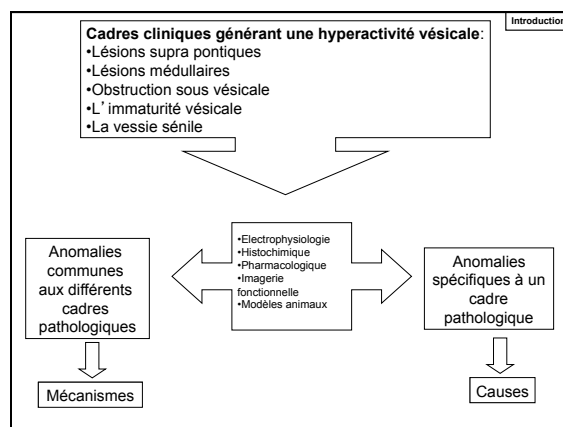 Introduction
Cadres cliniques générant une hyperactivité vésicale:
•Lésions supra pontiques
•Lésions médullaires
•Obstruction sous vésicale
•L’ immaturité vésicale
•La vessie sénile
Anomalies
communes
aux différents
cadres
pathologiques
•Electrophysiologie
•Histochimique
•Pharmacologique
•Imagerie
fonctionnelle
•Modèles animaux
Anomalies
spécifiques à un
cadre
pathologique
Mécanismes
Causes